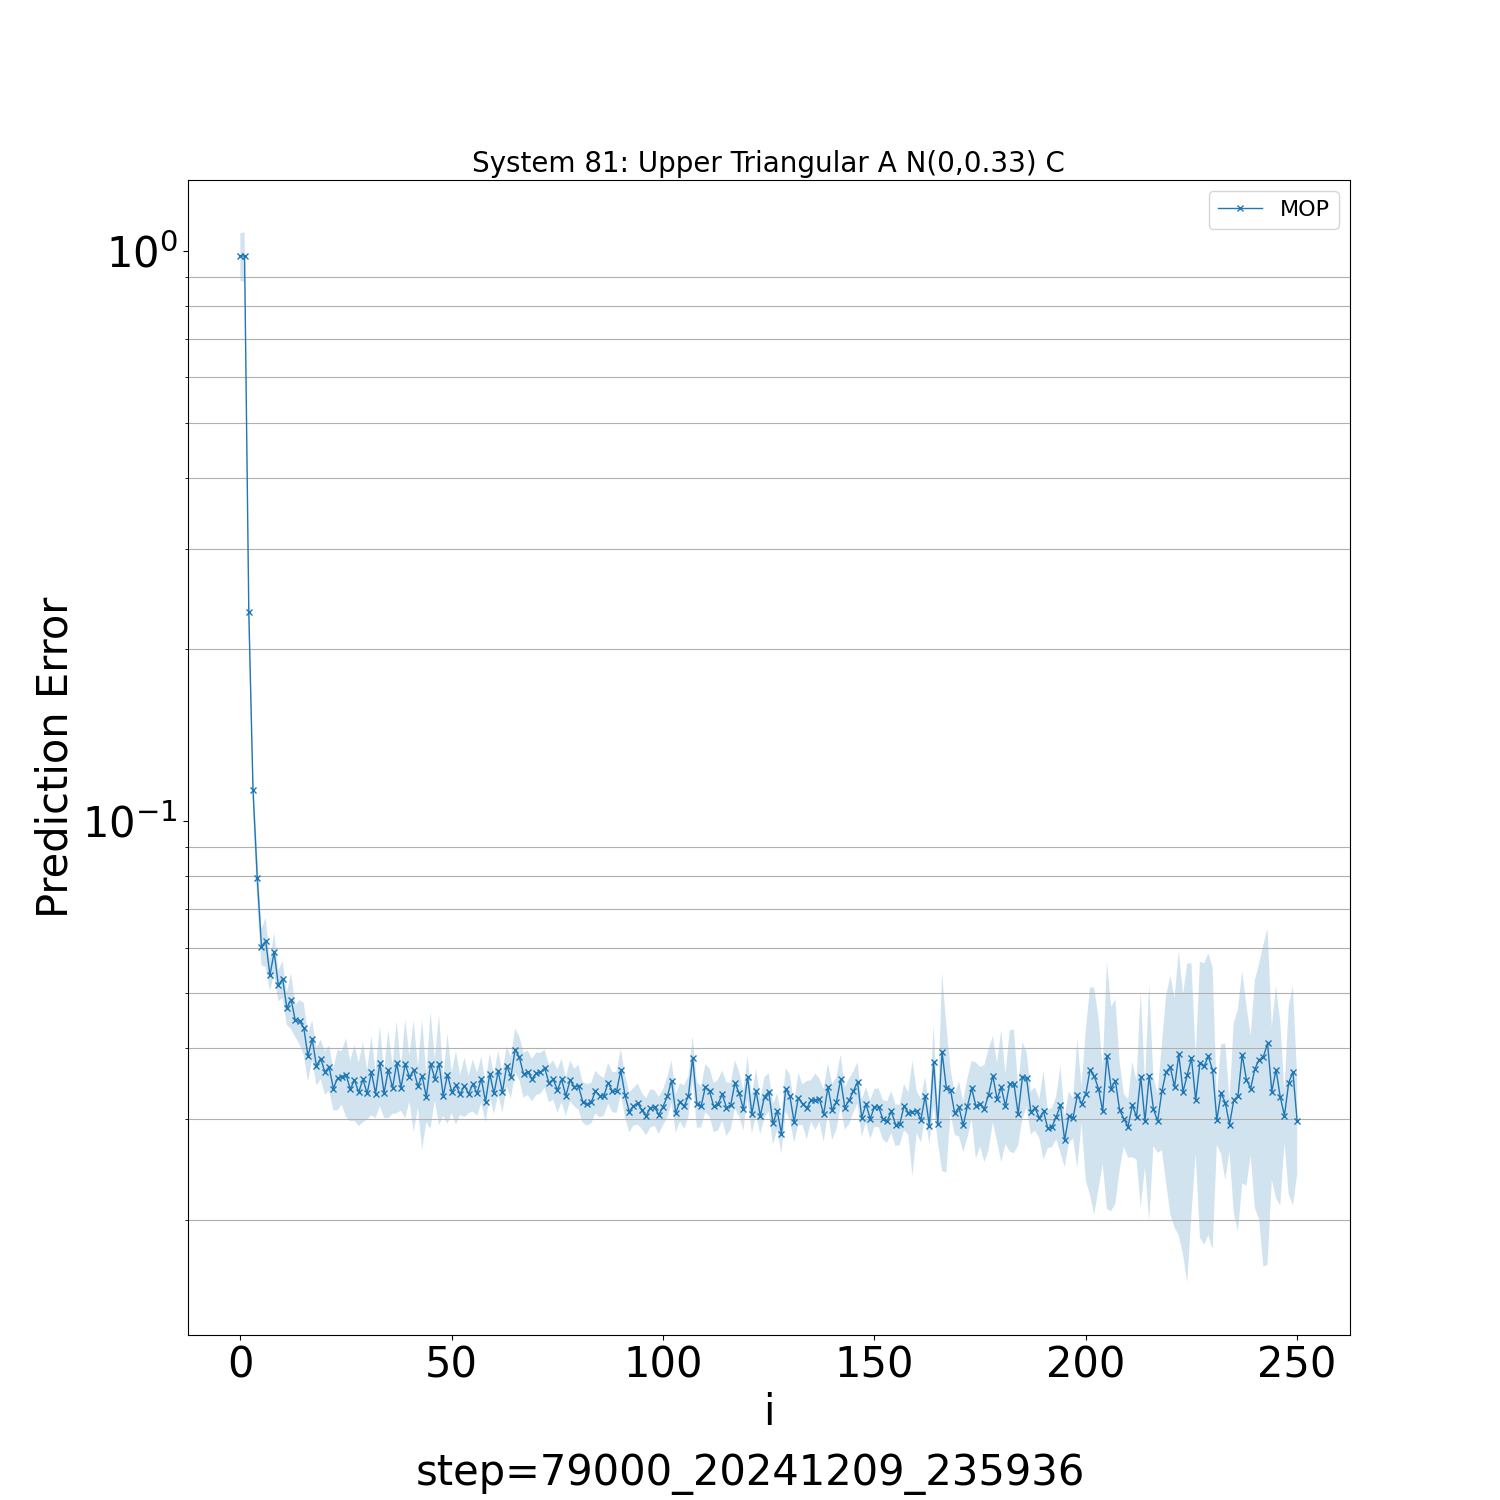 System 81: Upper Triangular A N(0,0.33) C
MOP
10⁰
10⁻¹
Prediction Error
0 50 100 150 200 250
i
step=79000_20241209_235936